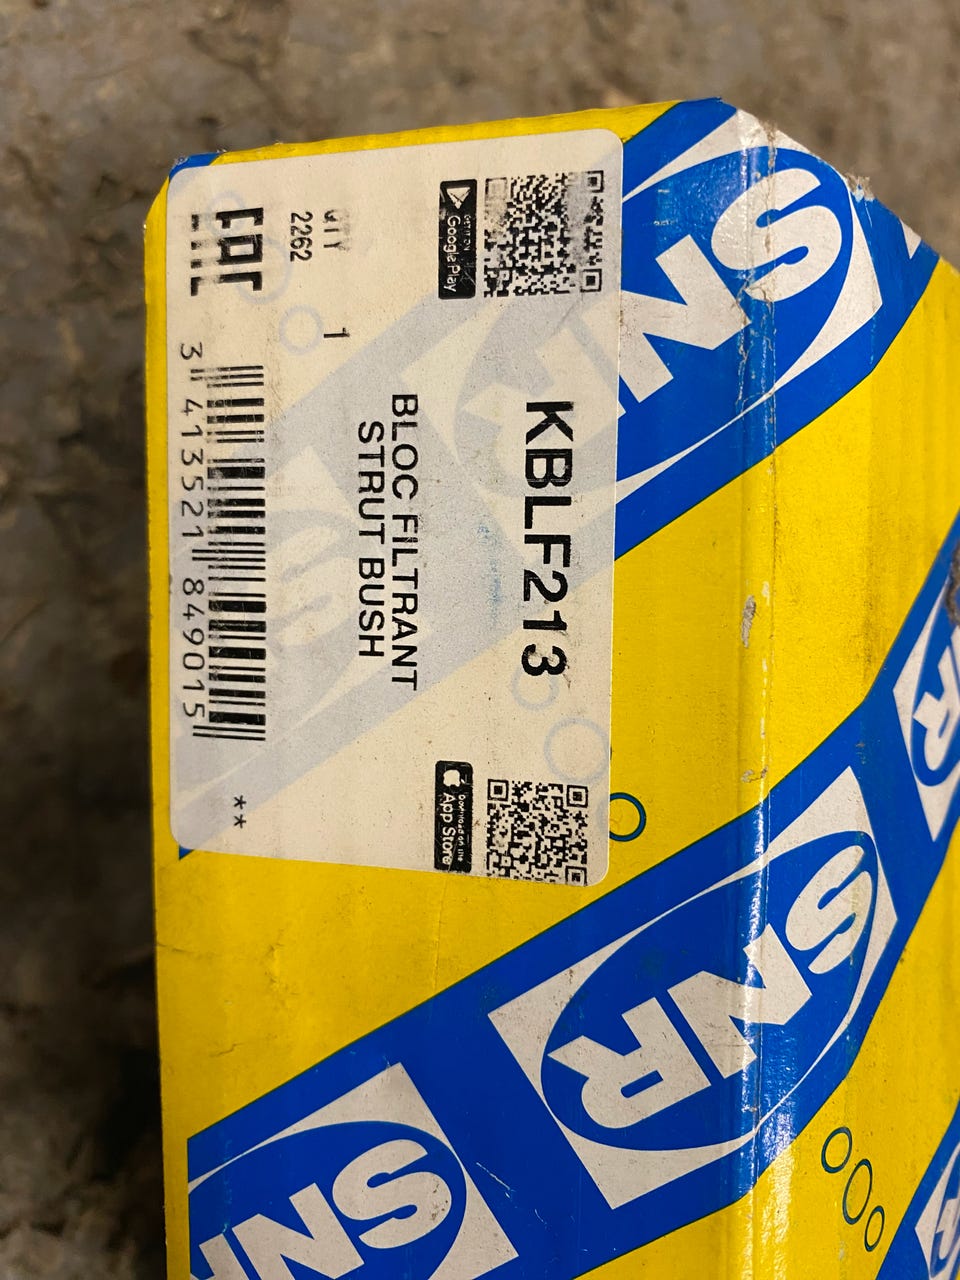 GET IT ON
Google Play
KBLF213
Download on the
App Store
BLOC FILTRANT
STRUT BUSH
QTY 1
2262
EAC
3 413521 849015
**
SNR
SNR
SNR
NR